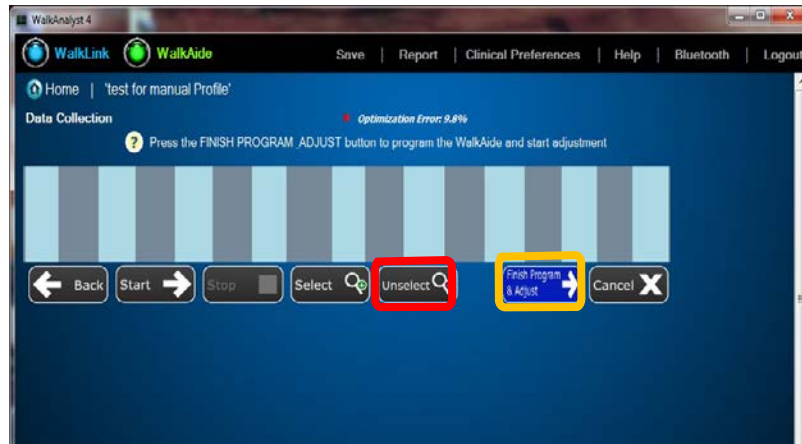 WalkAnalyst 4
WalkLink WalkAide Save | Report | Clinical Preferences | Help | Bluetooth | Logout
Home | 'test for manual Profile'
Data Collection Optimization Error: 9.8%
? Press the FINISH PROGRAM_ADJUST button to program the WalkAide and start adjustment
Back Start Stop Select Unselect Finish Program & Adjust Cancel X